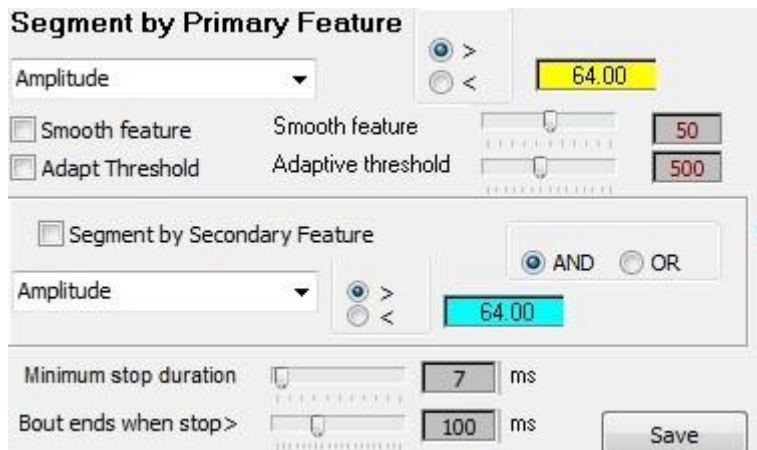 Segment by Primary Feature
>
Amplitude
<
64.00
Smooth feature Smooth feature 50
Adapt Threshold Adaptive threshold 500
Segment by Secondary Feature
AND OR
Amplitude
>
<
64.00
Minimum stop duration 7 ms
Bout ends when stop> 100 ms
Save